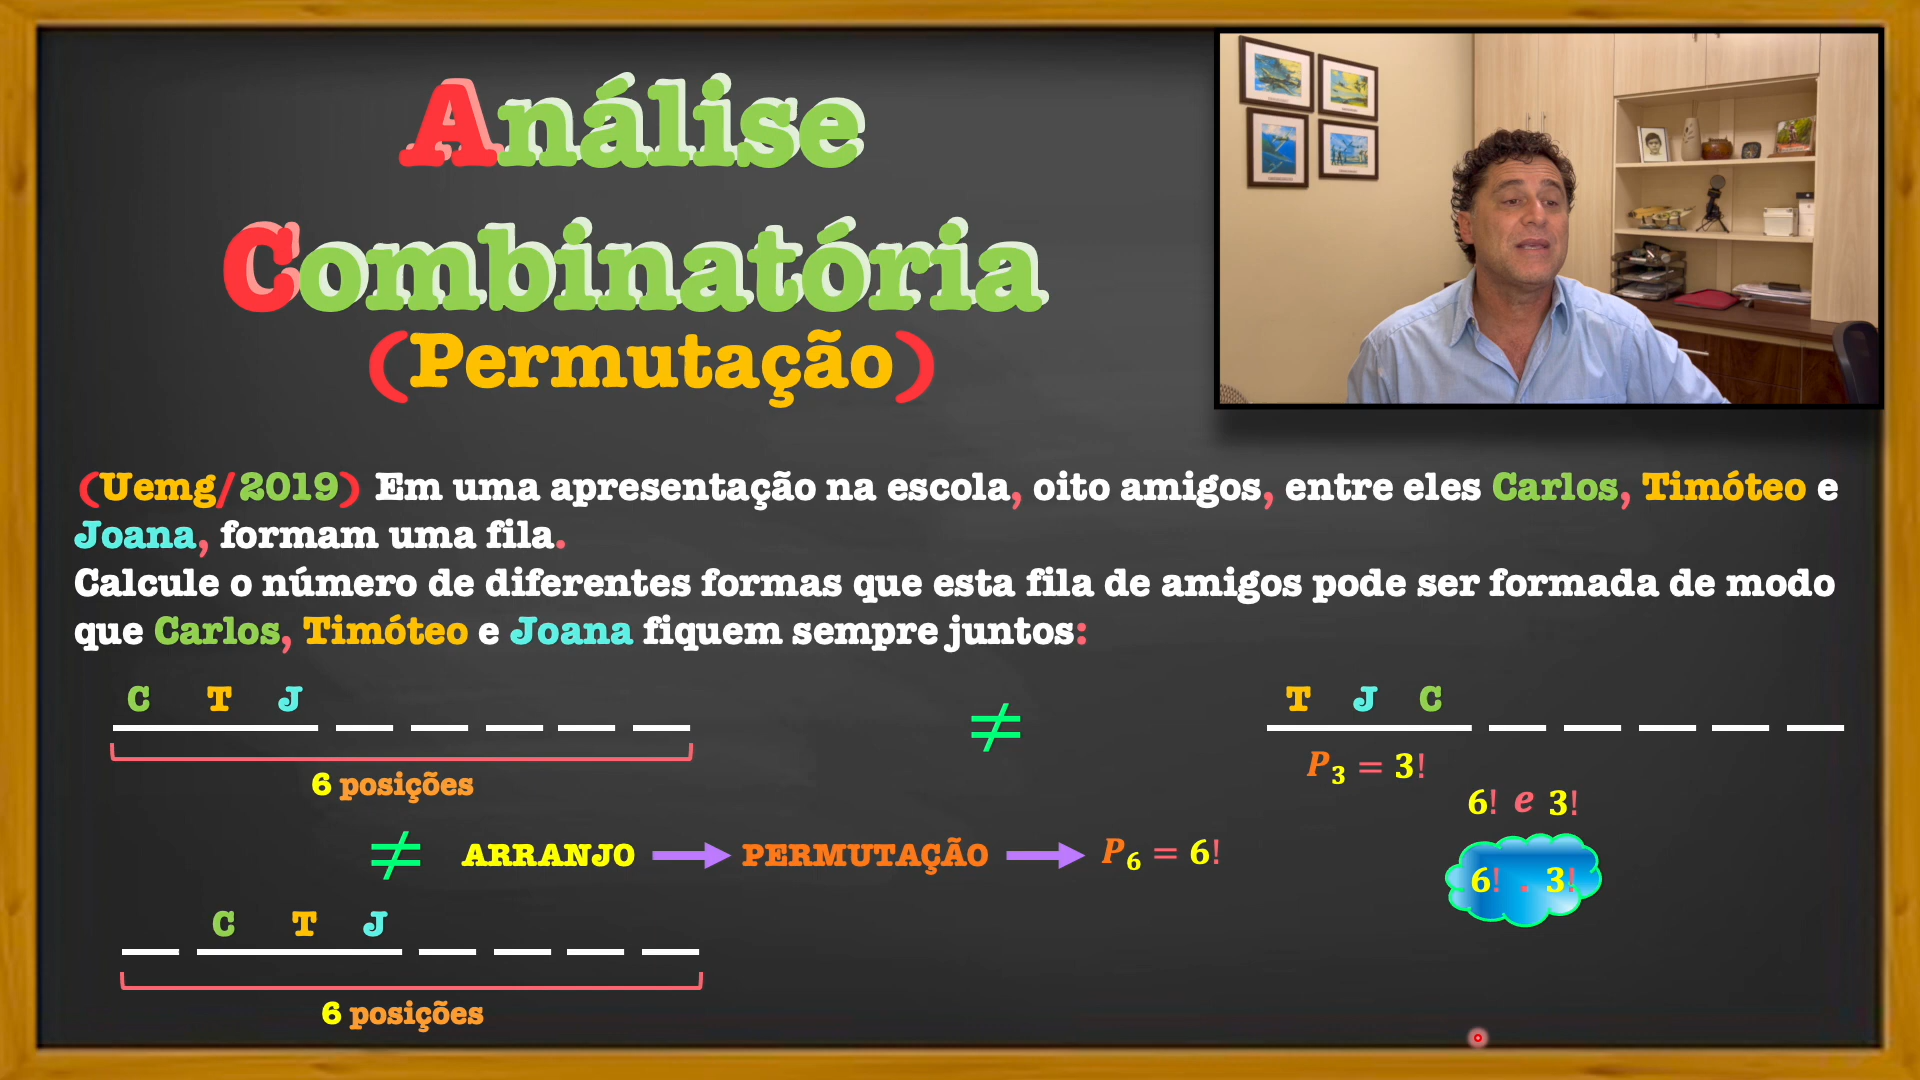 Análise
Combinatória
(Permutação)
(Uemg/2019) Em uma apresentação na escola, oito amigos, entre eles Carlos, Timóteo e
Joana, formam uma fila.
Calcule o número de diferentes formas que esta fila de amigos pode ser formada de modo
que Carlos, Timóteo e Joana fiquem sempre juntos:
C T J
≠
T J C
6 posições
P₃ = 3!
6! e 3!
≠ ARRANJO → PERMUTAÇÃO → P₆ = 6!
6! . 3!
C T J
6 posições